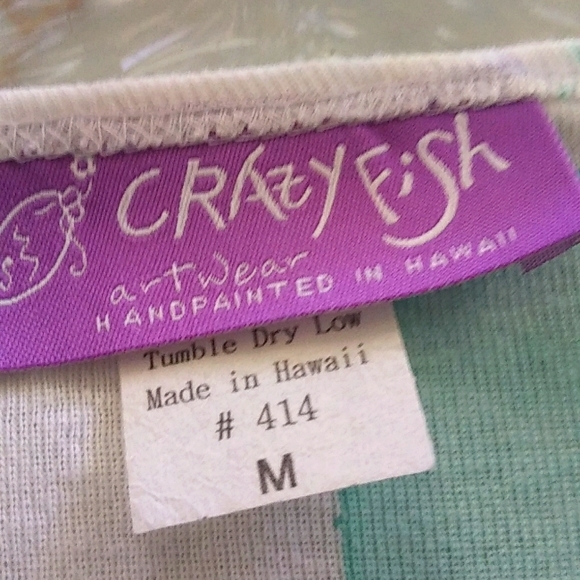 CRAZY FiSh
artWear
HANDPAINTED IN HAWAII
Tumble Dry Low
Made in Hawaii
# 414
M